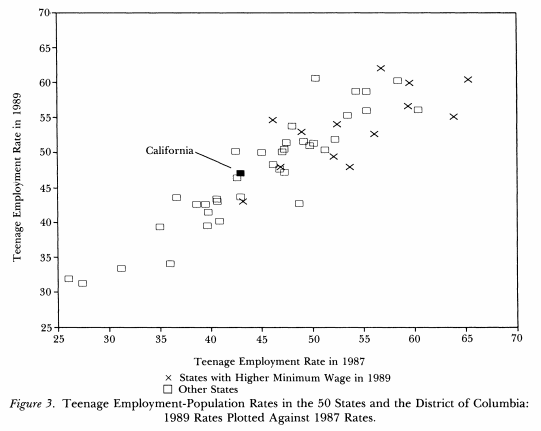 70
65
60
55
50
45
40
35
30
25
Teenage Employment Rate in 1989
California
25 30 35 40 45 50 55 60 65 70
Teenage Employment Rate in 1987
× States with Higher Minimum Wage in 1989
□ Other States
Figure 3. Teenage Employment-Population Rates in the 50 States and the District of Columbia:
1989 Rates Plotted Against 1987 Rates.